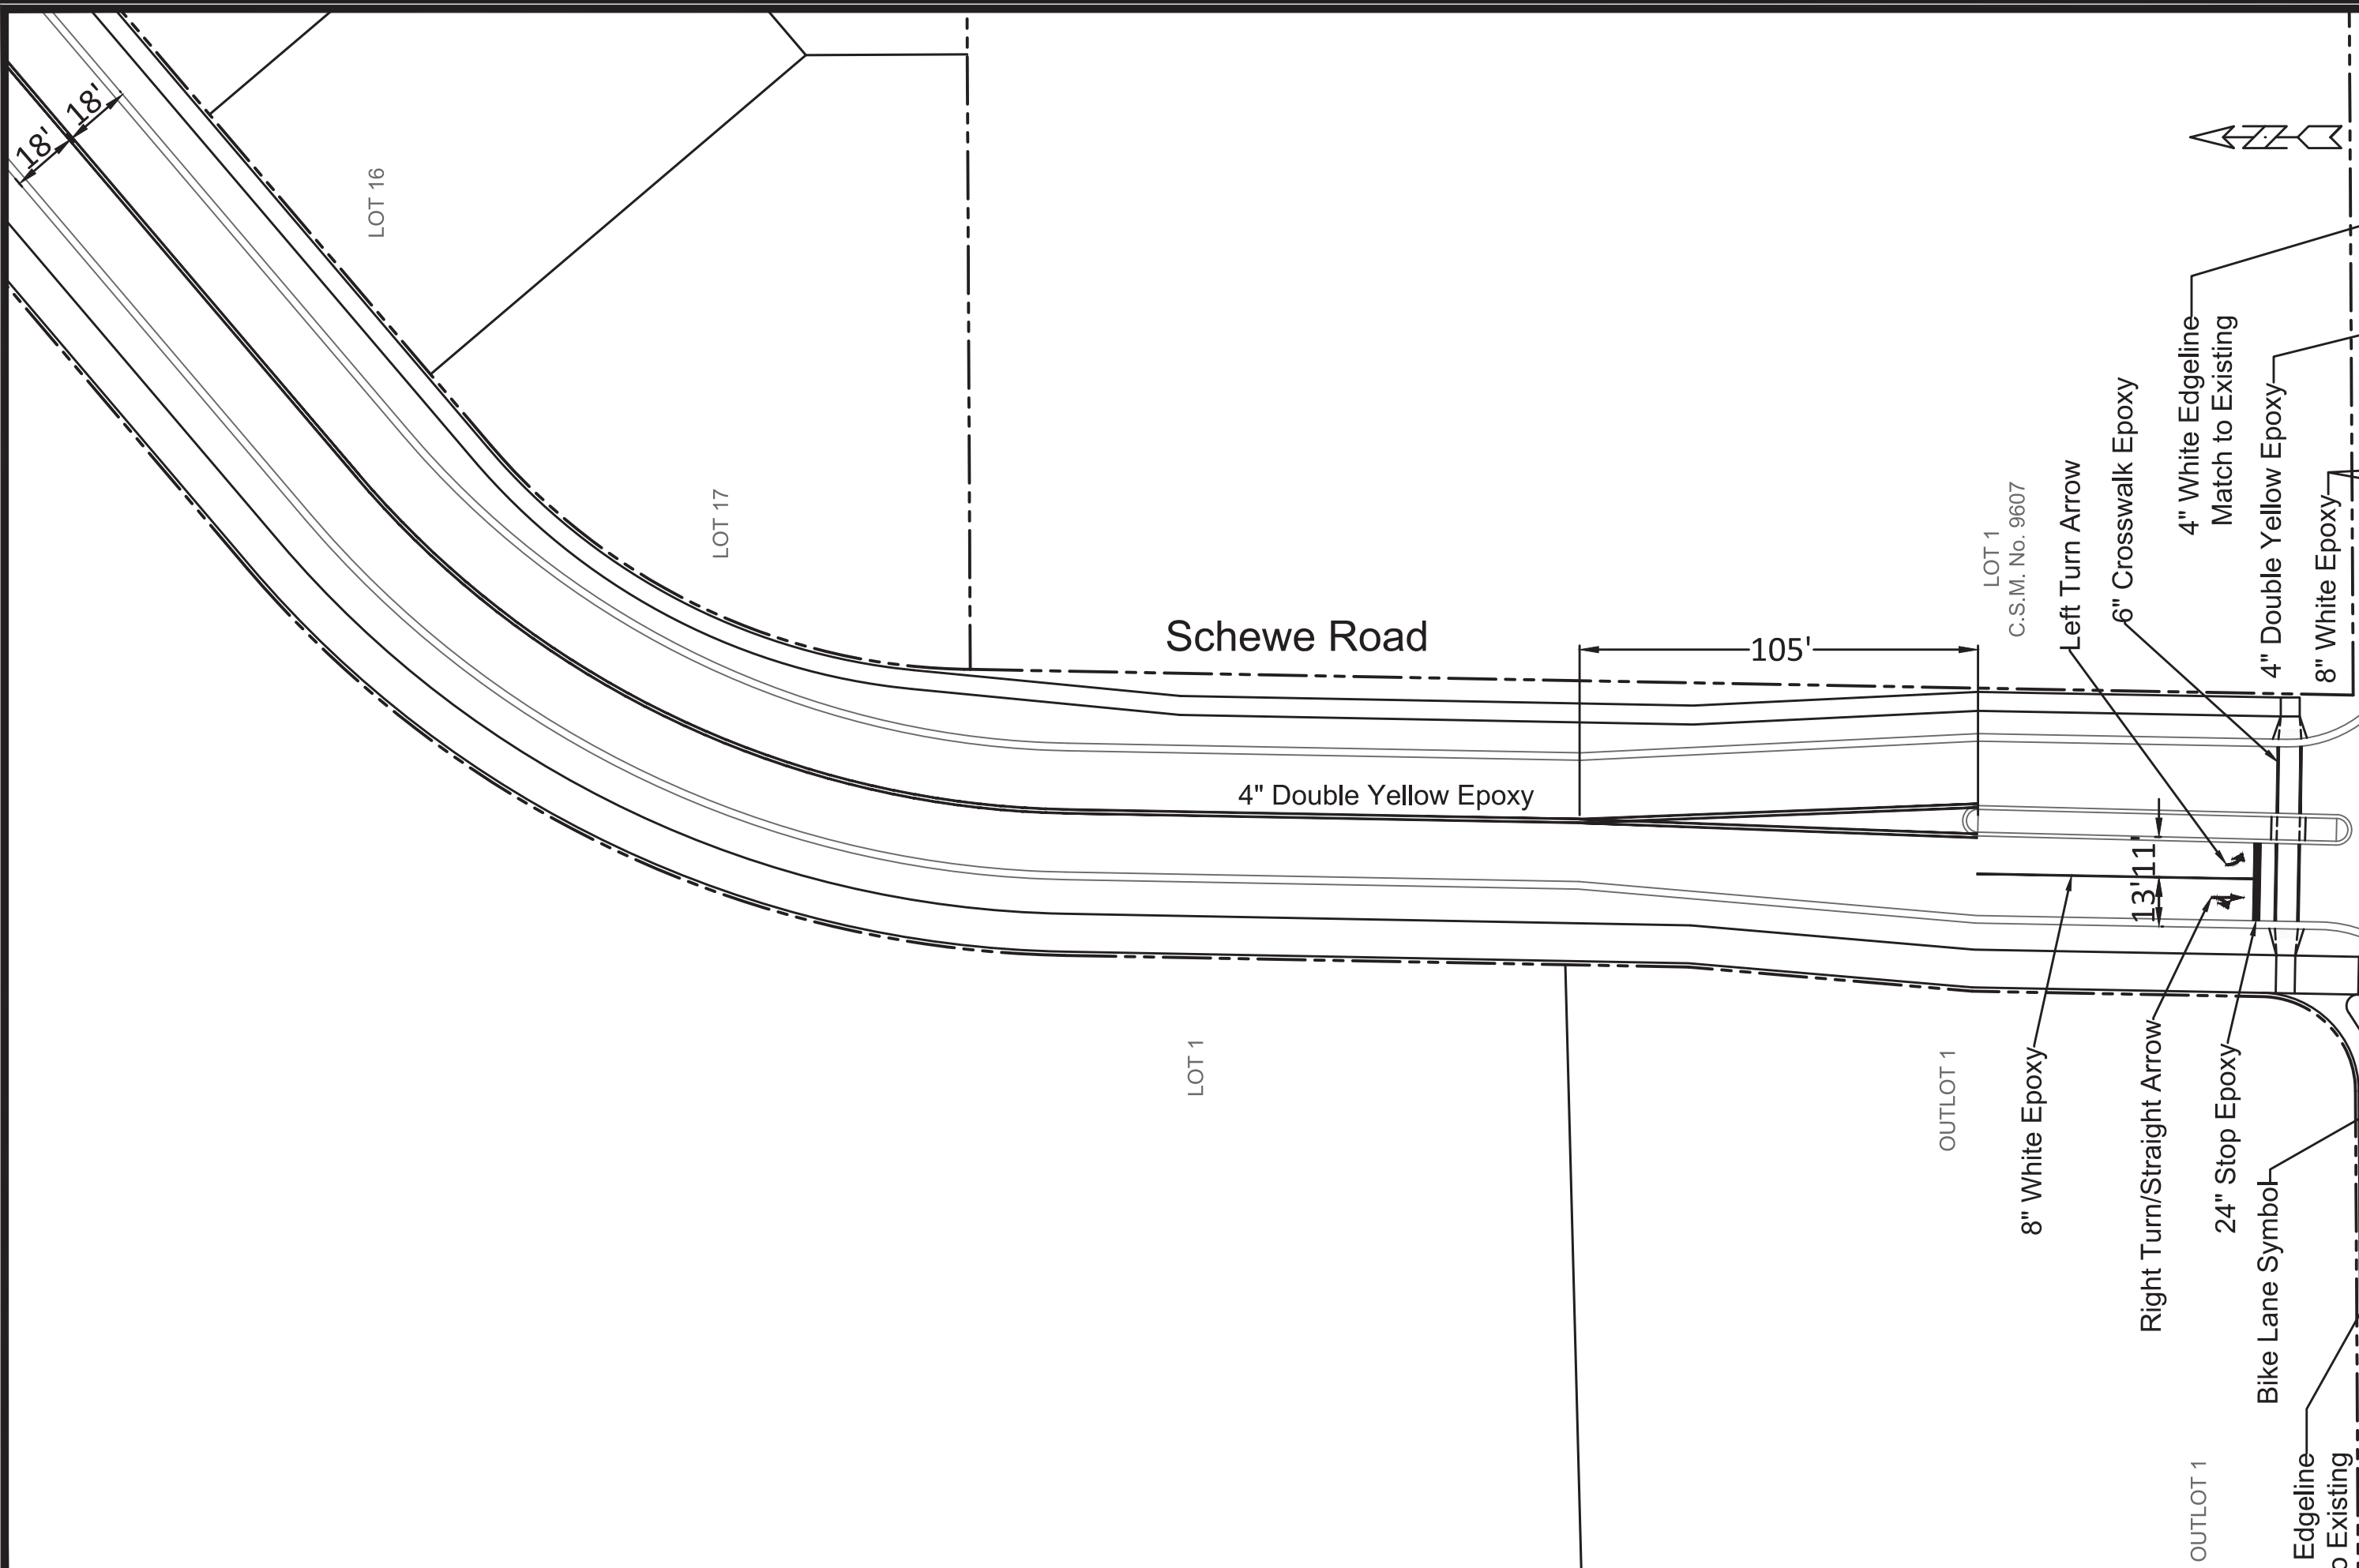 18'
18'
LOT 16
LOT 17
Schewe Road
105'
4" Double Yellow Epoxy
LOT 1
C.S.M. No. 9607
Left Turn Arrow
6" Crosswalk Epoxy
4" White Edgeline
Match to Existing
4" Double Yellow Epoxy
8" White Epoxy
11'
13'
LOT 1
OUTLOT 1
8" White Epoxy
Right Turn/Straight Arrow
24" Stop Epoxy
Bike Lane Symbol
OUTLOT 1
Edgeline
Existing